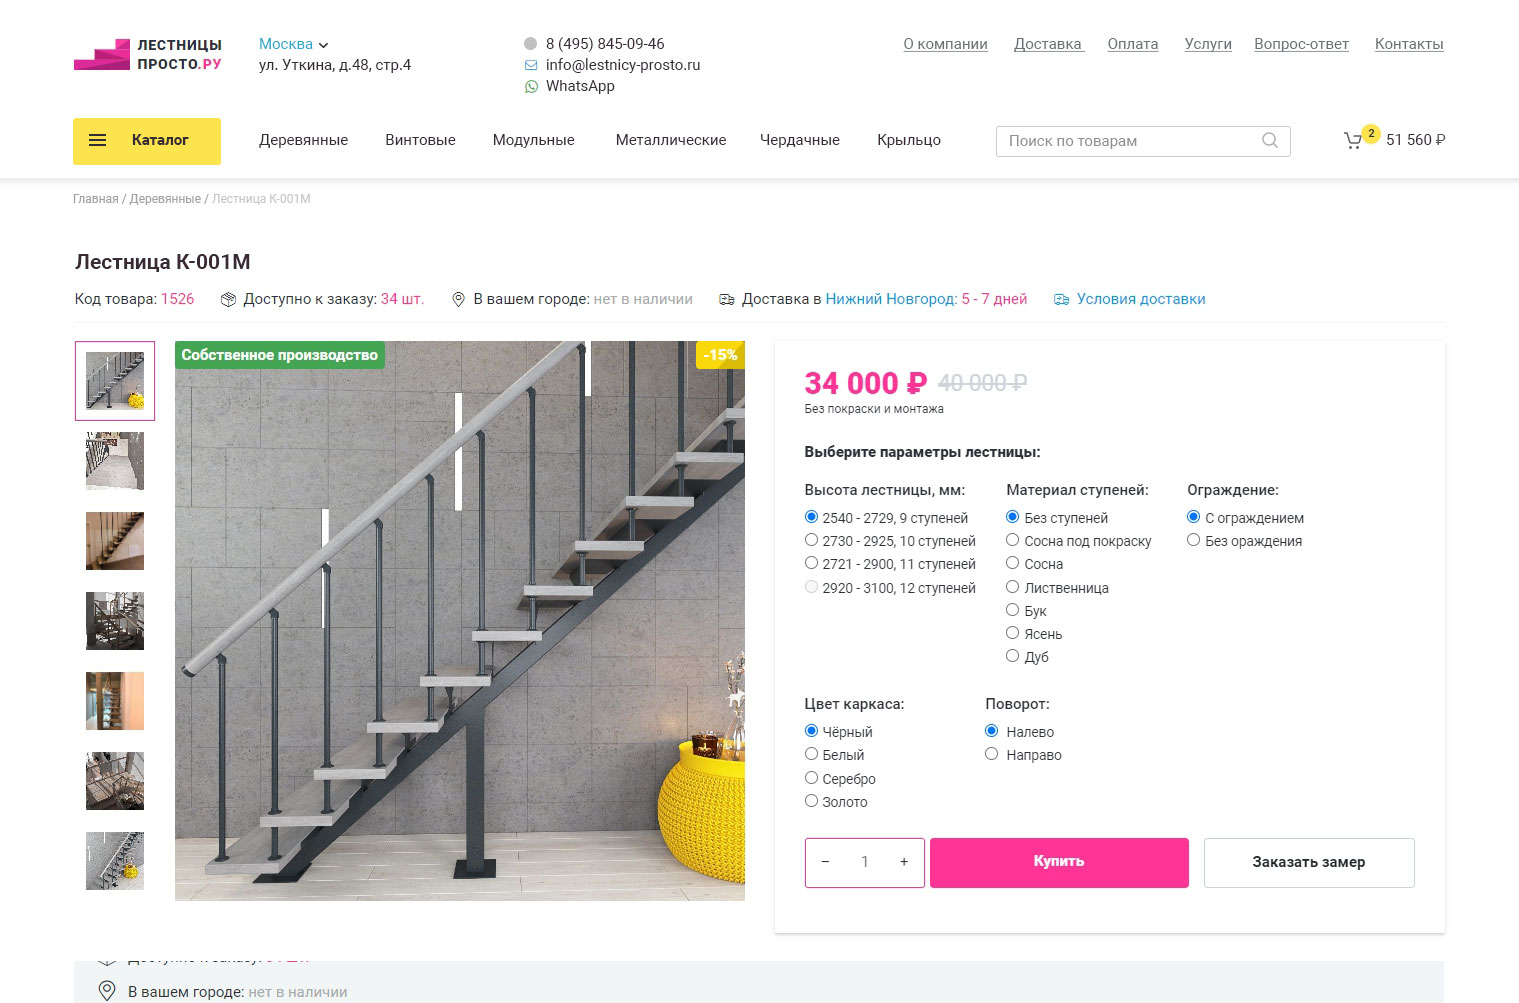 ЛЕСТНИЦЫ
ПРОСТО.РУ
Москва
ул. Уткина, д.48, стр.4
8 (495) 845-09-46
info@lestnicy-prosto.ru
WhatsApp
О компании Доставка Оплата Услуги Вопрос-ответ Контакты
Каталог
Деревянные Винтовые Модульные Металлические Чердачные Крыльцо
Поиск по товарам
2
51 560 ₽
Главная / Деревянные / Лестница К-001М
Лестница К-001М
Код товара: 1526 Доступно к заказу: 34 шт. В вашем городе: нет в наличии Доставка в Нижний Новгород: 5 - 7 дней Условия доставки
Собственное производство
-15%
34 000 ₽ 40 000 ₽
Без покраски и монтажа
Выберите параметры лестницы:
Высота лестницы, мм:
2540 - 2729, 9 ступеней
2730 - 2925, 10 ступеней
2721 - 2900, 11 ступеней
2920 - 3100, 12 ступеней
Материал ступеней:
Без ступеней
Сосна под покраску
Сосна
Лиственница
Бук
Ясень
Дуб
Ограждение:
С ограждением
Без ораждения
Цвет каркаса:
Чёрный
Белый
Серебро
Золото
Поворот:
Налево
Направо
− 1 +
Купить
Заказать замер
В вашем городе: нет в наличии